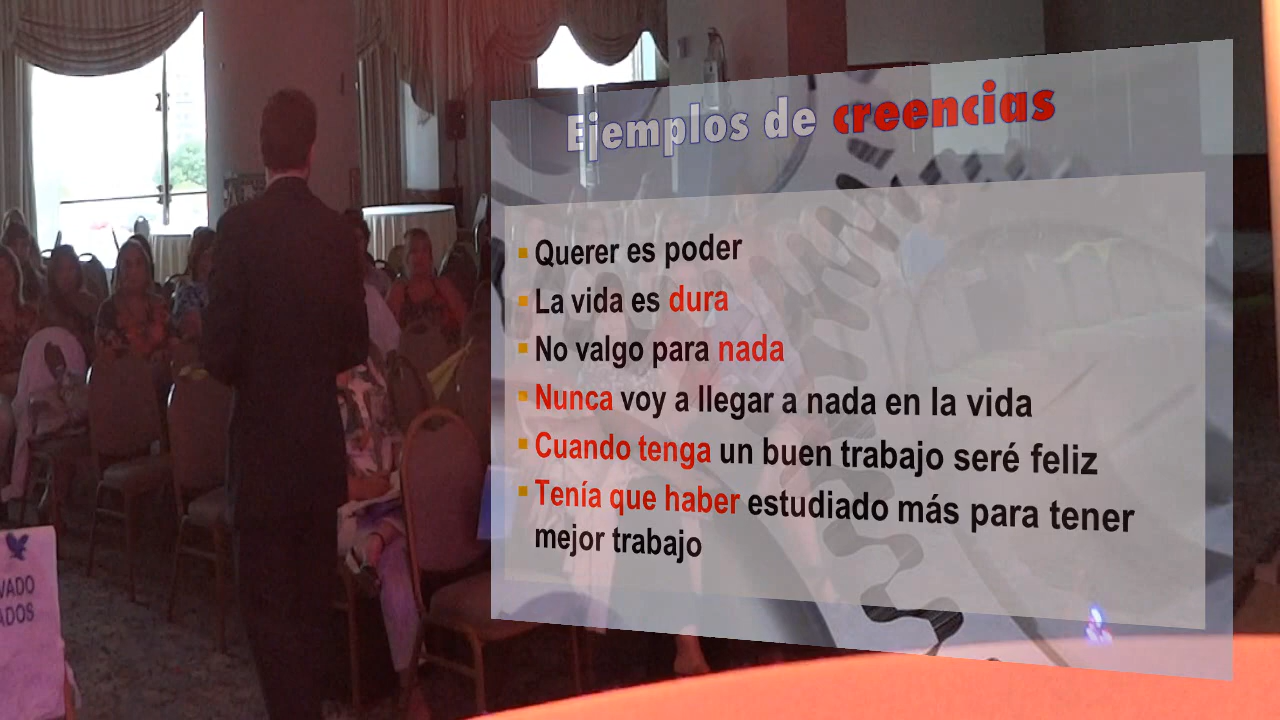 Ejemplos de creencias
Querer es poder
La vida es dura
No valgo para nada
Nunca voy a llegar a nada en la vida
Cuando tenga un buen trabajo seré feliz
Tenía que haber estudiado más para tener
mejor trabajo
VADO
ADOS